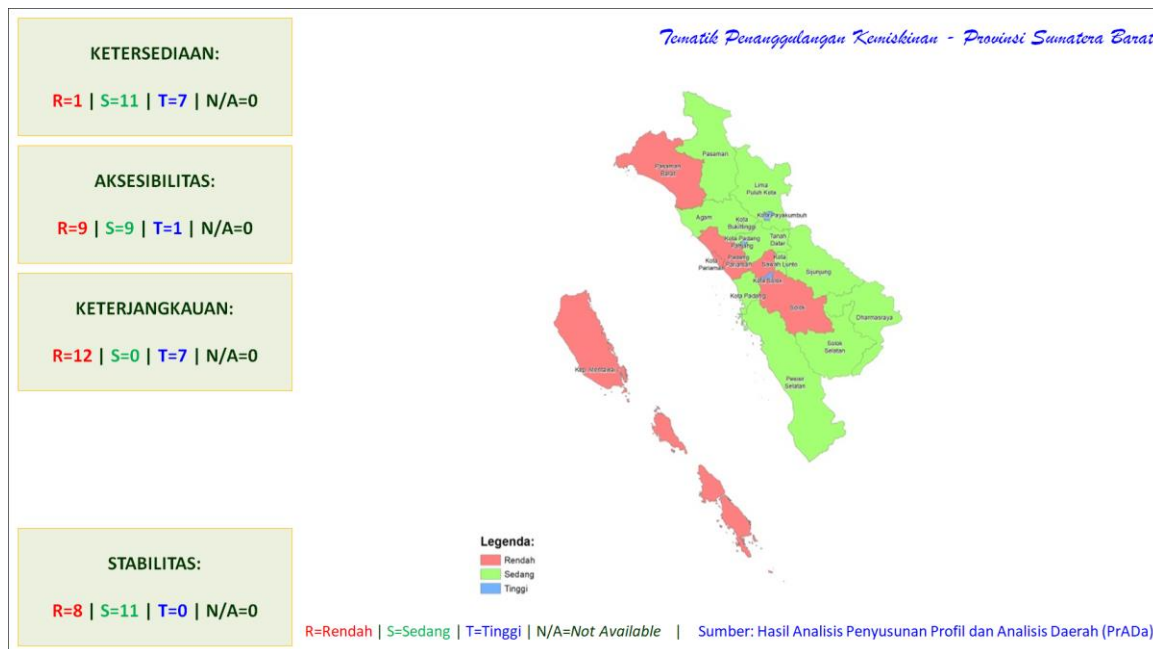 Tematik Penanggulangan Kemiskinan - Provinsi Sumatera Barat
KETERSEDIAAN:
R=1 | S=11 | T=7 | N/A=0
AKSESIBILITAS:
R=9 | S=9 | T=1 | N/A=0
KETERJANGKAUAN:
R=12 | S=0 | T=7 | N/A=0
STABILITAS:
R=8 | S=11 | T=0 | N/A=0
Pasaman
Pasaman
Barat
Lima
Puluh Kota
Kota Payakumbuh
Agam
Kota
Bukittinggi
Kota Padang
Panjang
Tanah
Datar
Padang
Pariaman
Kota
Sawah Lunto
Kota
Pariaman
Sijunjung
Kota Solok
Kota Padang
Solok
Dharmasraya
Solok
Selatan
Pesisir
Selatan
Kep. Mentawai
Legenda:
Rendah
Sedang
Tinggi
R=Rendah | S=Sedang | T=Tinggi | N/A=Not Available | Sumber: Hasil Analisis Penyusunan Profil dan Analisis Daerah (PrADa)